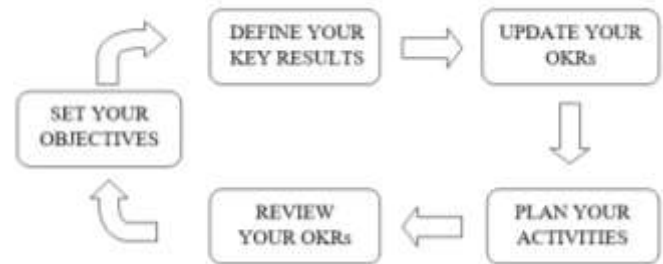 DEFINE YOUR
KEY RESULTS
UPDATE YOUR
OKRs
SET YOUR
OBJECTIVES
REVIEW
YOUR OKRs
PLAN YOUR
ACTIVITIES